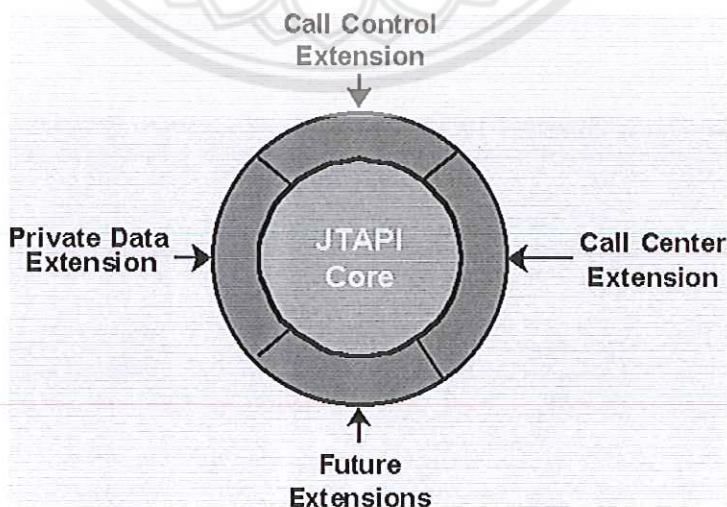 Call Control
Extension
Private Data
Extension
JTAPI
Core
Call Center
Extension
Future
Extensions